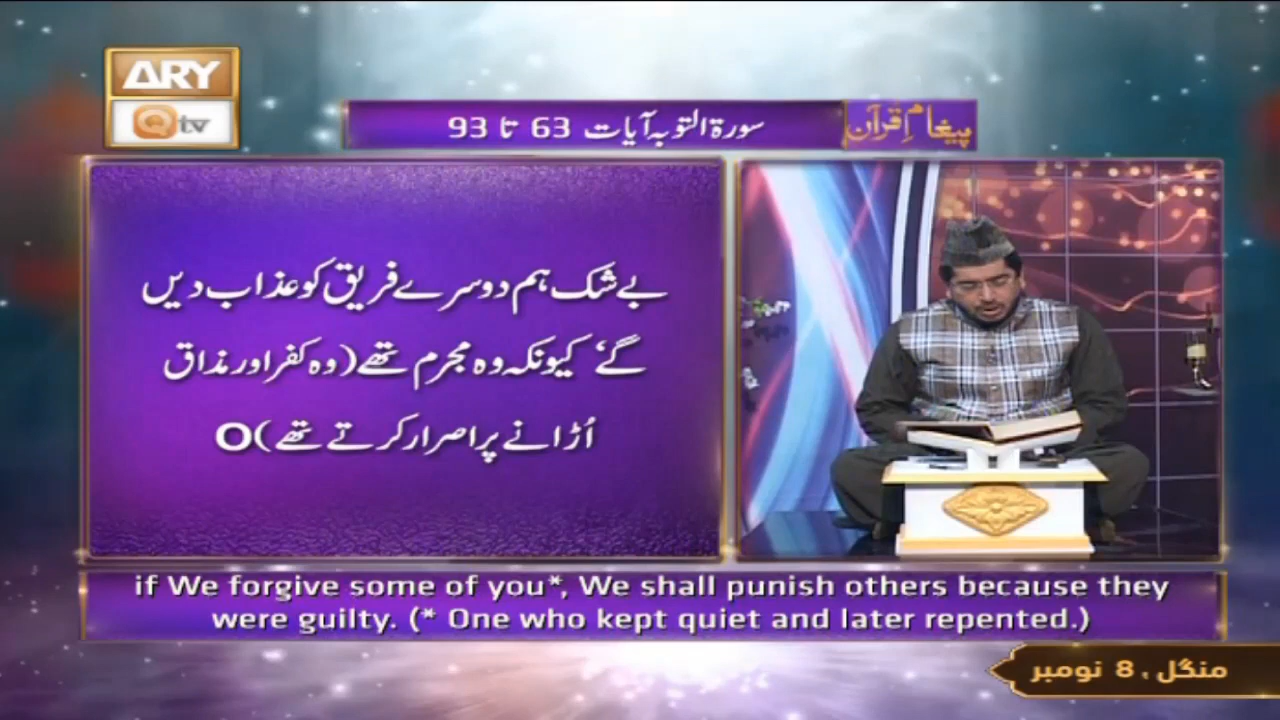 ARY
Qtv
پیغامِ قرآن
سورۃ التوبہ آیات 63 تا 93
بے شک ہم دوسرے فریق کو عذاب دیں
گے‘ کیونکہ وہ مجرم تھے (وہ کفر اور مذاق
اُڑانے پر اصرار کرتے تھے)O
if We forgive some of you*, We shall punish others because they
were guilty. (* One who kept quiet and later repented.)
منگل ، 8 نومبر